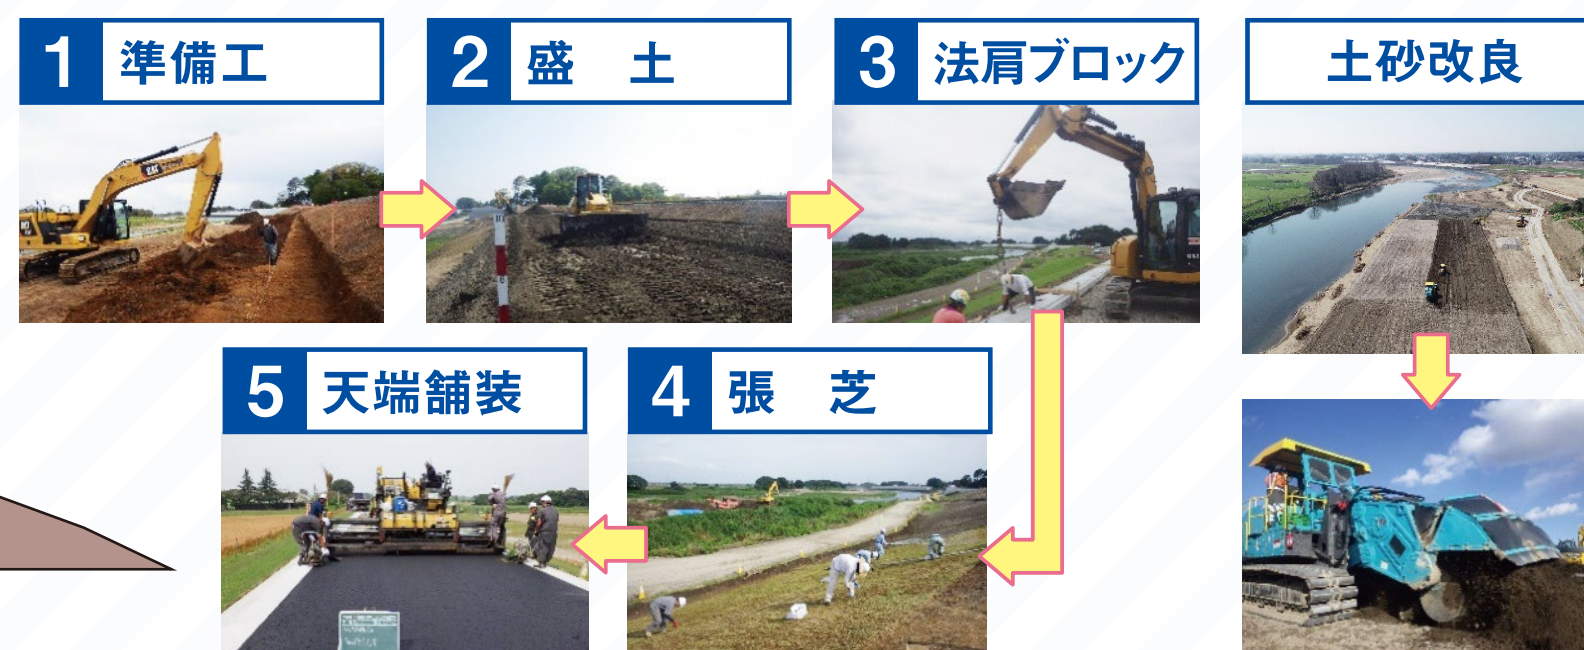 1 準備工
2 盛　土
3 法肩ブロック
土砂改良
4 張　芝
5 天端舗装